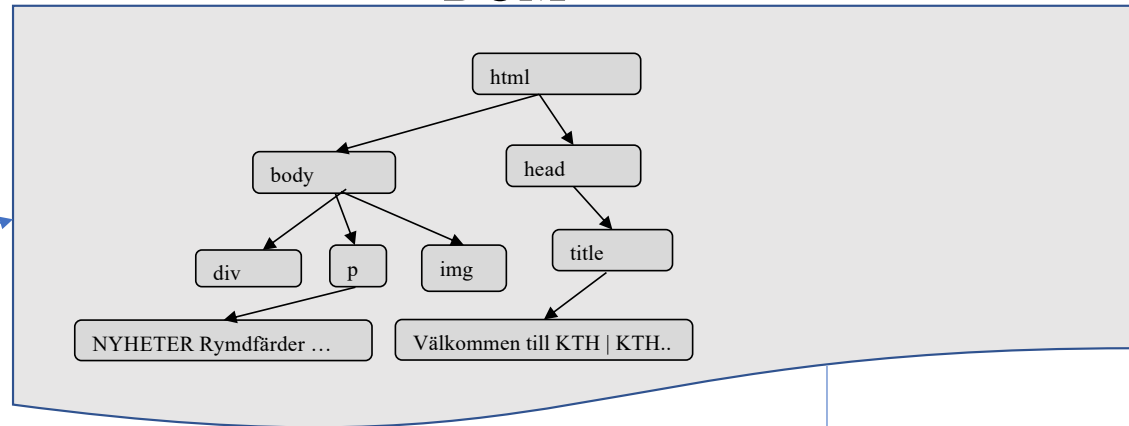 html
body
head
div
p
img
title
NYHETER Rymdfärder …
Välkommen till KTH | KTH..